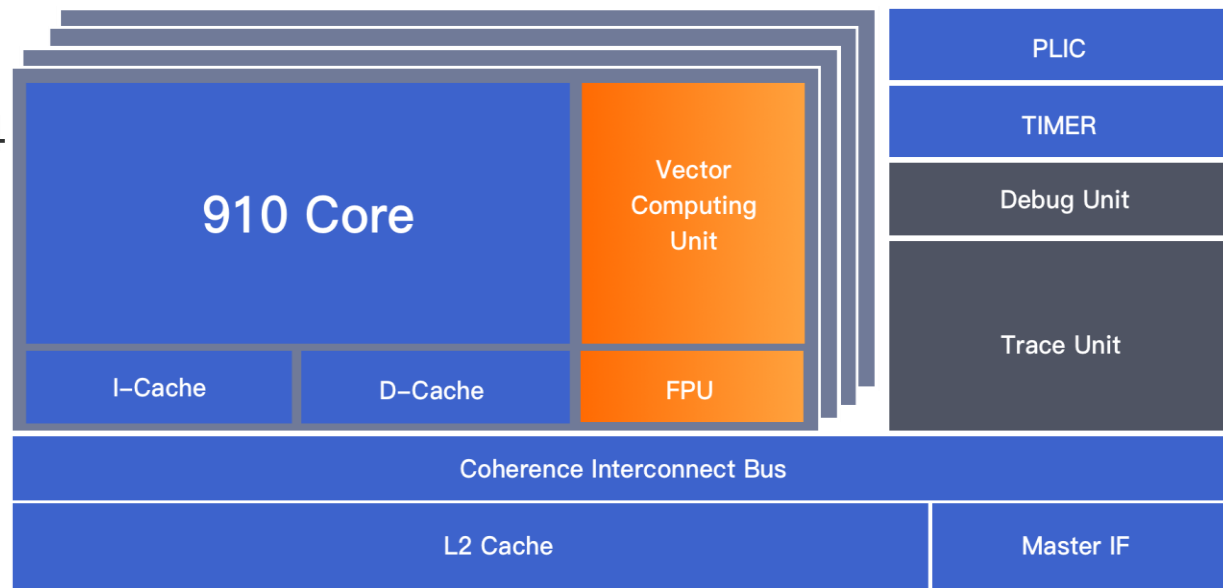 910 Core
Vector
Computing
Unit
I-Cache
D-Cache
FPU
PLIC
TIMER
Debug Unit
Trace Unit
Coherence Interconnect Bus
L2 Cache
Master IF